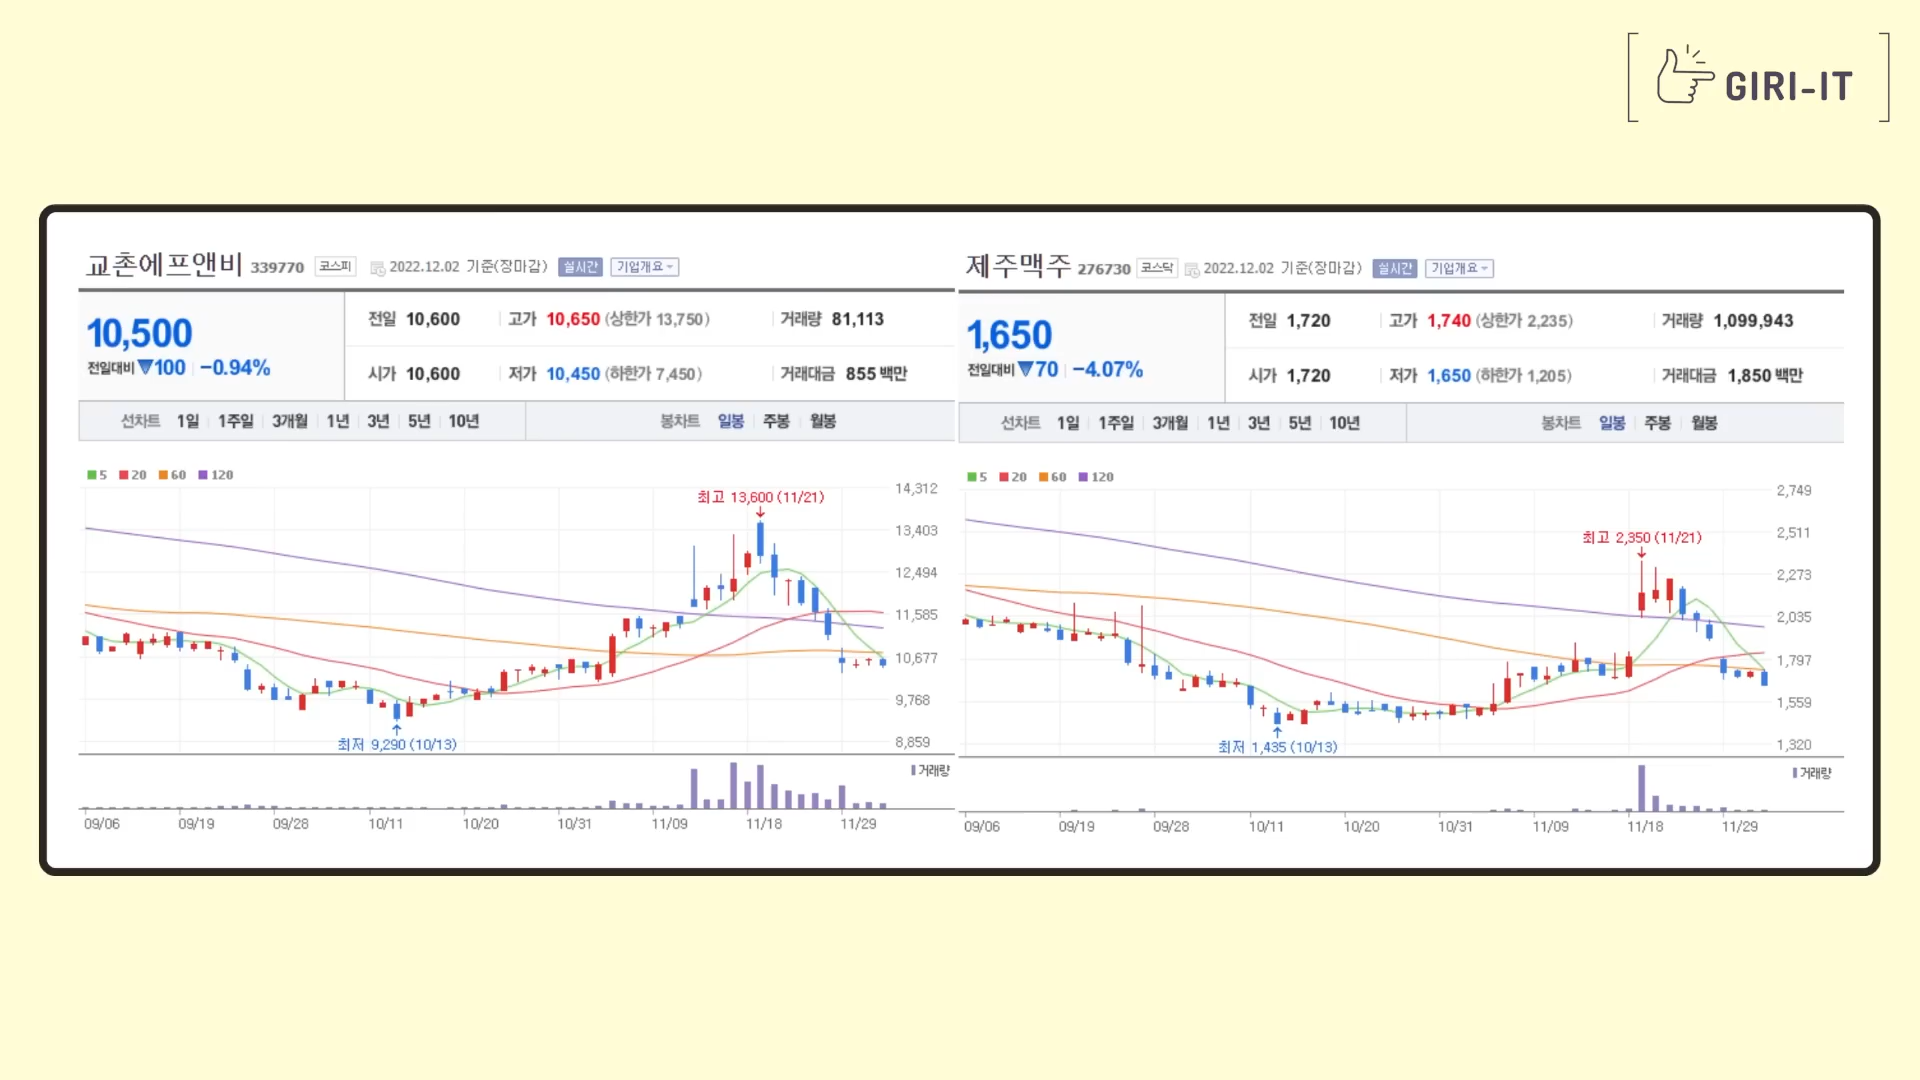 GIRI-IT
교촌에프앤비 339770 코스피 2022.12.02 기준(장마감) 실시간 기업개요
10,500
전일대비 ▼100 -0.94%
전일 10,600 고가 10,650 (상한가 13,750) 거래량 81,113
시가 10,600 저가 10,450 (하한가 7,450) 거래대금 855 백만
선차트 1일 1주일 3개월 1년 3년 5년 10년 봉차트 일봉 주봉 월봉
5 20 60 120
최고 13,600 (11/21)
최저 9,290 (10/13)
14,312
13,403
12,494
11,585
10,677
9,768
8,859
거래량
09/06 09/19 09/28 10/11 10/20 10/31 11/09 11/18 11/29
제주맥주 276730 코스닥 2022.12.02 기준(장마감) 실시간 기업개요
1,650
전일대비 ▼70 -4.07%
전일 1,720 고가 1,740 (상한가 2,235) 거래량 1,099,943
시가 1,720 저가 1,650 (하한가 1,205) 거래대금 1,850 백만
선차트 1일 1주일 3개월 1년 3년 5년 10년 봉차트 일봉 주봉 월봉
5 20 60 120
최고 2,350 (11/21)
최저 1,435 (10/13)
2,749
2,511
2,273
2,035
1,797
1,559
1,320
거래량
09/06 09/19 09/28 10/11 10/20 10/31 11/09 11/18 11/29